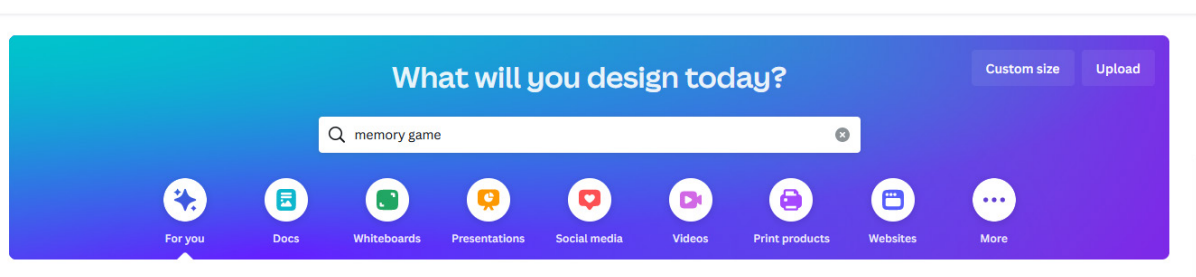 What will you design today?
Custom size
Upload
memory game
For you
Docs
Whiteboards
Presentations
Social media
Videos
Print products
Websites
More